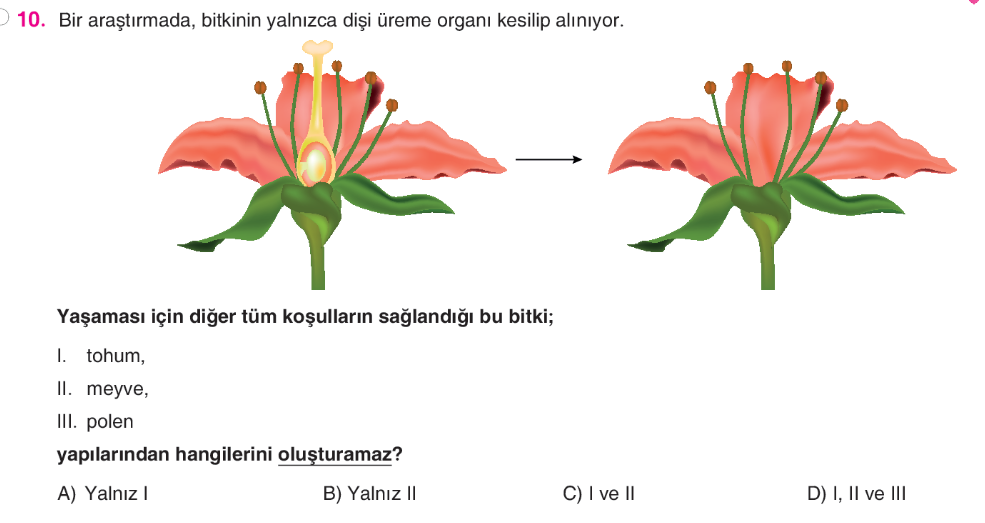 10. Bir araştırmada, bitkinin yalnızca dişi üreme organı kesilip alınıyor.
Yaşaması için diğer tüm koşulların sağlandığı bu bitki;
I. tohum,
II. meyve,
III. polen
yapılarından hangilerini oluşturamaz?
A) Yalnız I B) Yalnız II C) I ve II D) I, II ve III